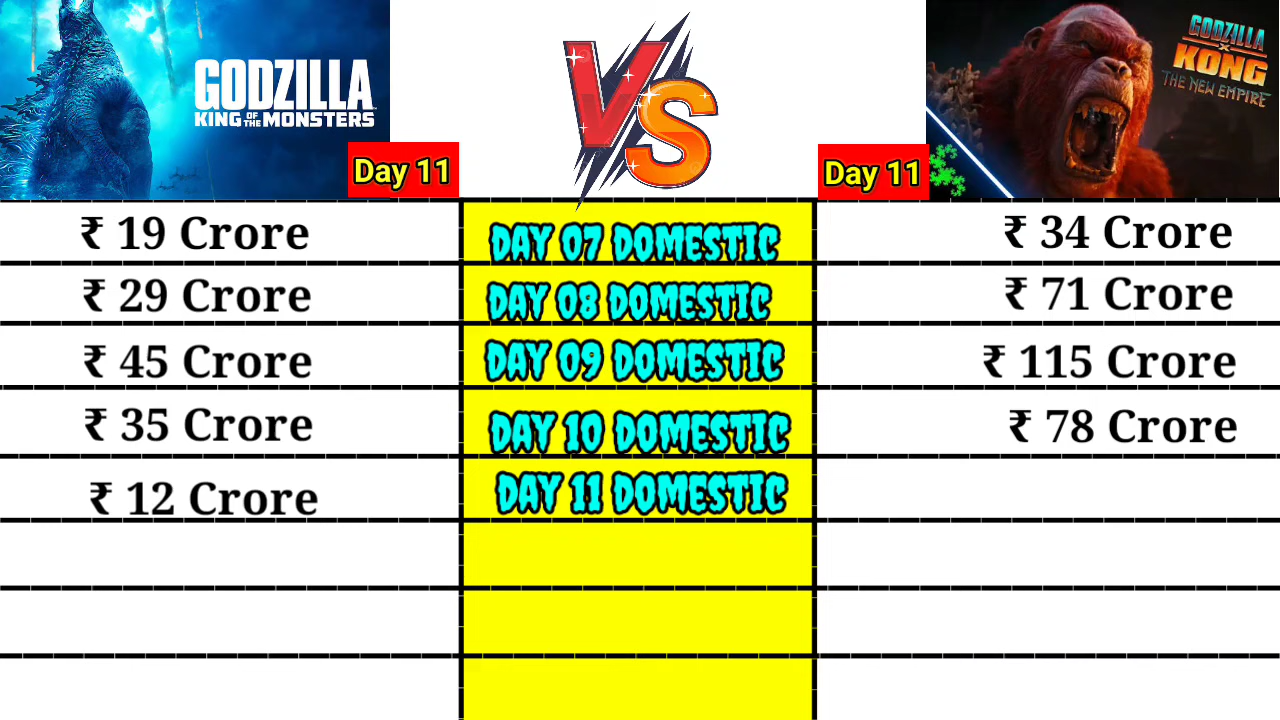 GODZILLA
KING OF THE MONSTERS
VS
GODZILLA
X
KONG
THE NEW EMPIRE
Day 11
Day 11
₹ 19 Crore DAY 07 DOMESTIC ₹ 34 Crore
₹ 29 Crore DAY 08 DOMESTIC ₹ 71 Crore
₹ 45 Crore DAY 09 DOMESTIC ₹ 115 Crore
₹ 35 Crore DAY 10 DOMESTIC ₹ 78 Crore
₹ 12 Crore DAY 11 DOMESTIC